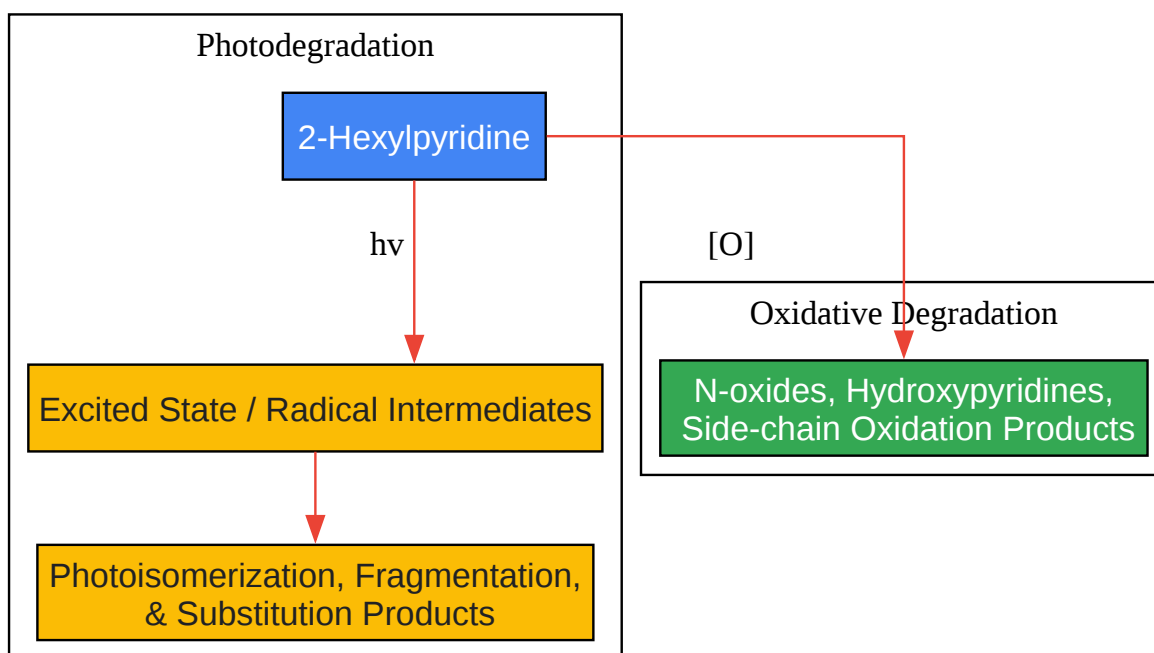 Photodegradation
2-Hexylpyridine
hv
[O]
Oxidative Degradation
Excited State / Radical Intermediates
N-oxides, Hydroxypyridines,
Side-chain Oxidation Products
Photoisomerization, Fragmentation,
& Substitution Products